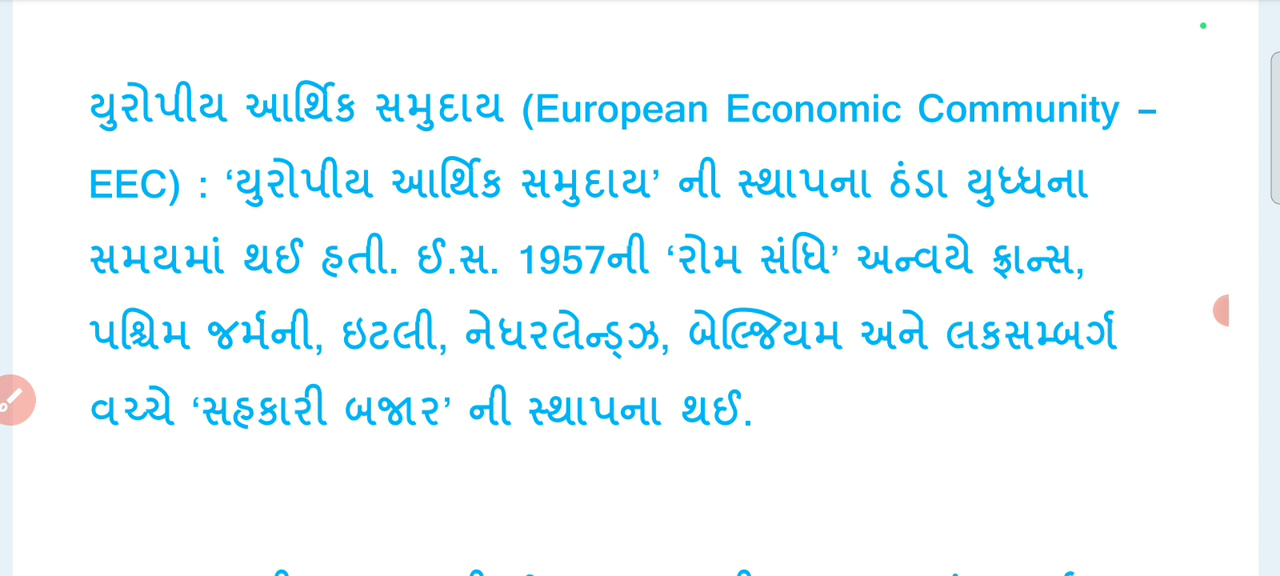 યુરોપીય આર્થિક સમુદાય (European Economic Community –
EEC) : ‘યુરોપીય આર્થિક સમુદાય’ ની સ્થાપના ઠંડા યુધ્ધના
સમયમાં થઈ હતી. ઈ.સ. 1957ની ‘રોમ સંધિ’ અન્વયે ફ્રાન્સ,
પશ્ચિમ જર્મની, ઇટલી, નેધરલેન્ડ્ઝ, બેલ્જિયમ અને લકસમ્બર્ગ
વચ્ચે ‘સહકારી બજાર’ ની સ્થાપના થઈ.